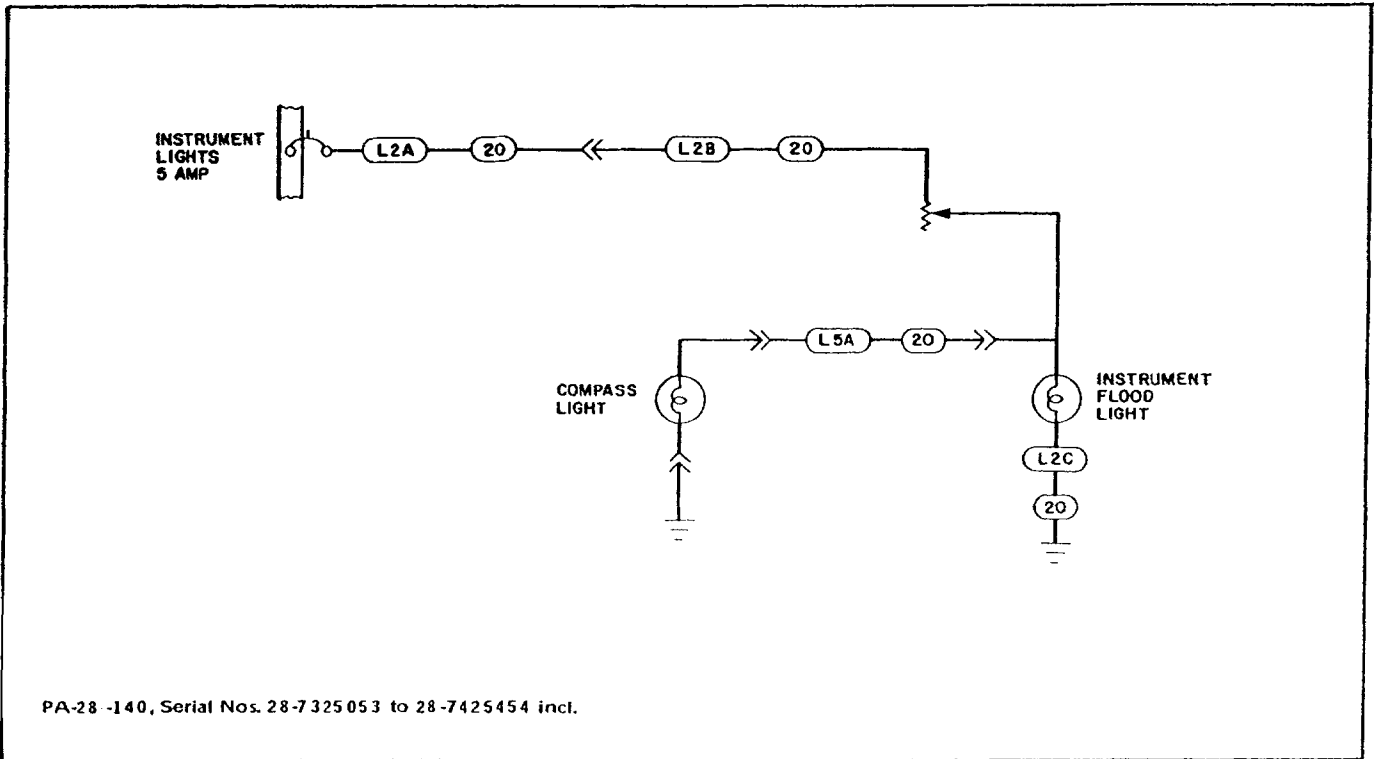 INSTRUMENT
LIGHTS
5 AMP
L2A
20
L2B
20
L5A
20
COMPASS
LIGHT
INSTRUMENT
FLOOD
LIGHT
L2C
20
PA-28-140, Serial Nos. 28-7325053 to 28-7425454 incl.